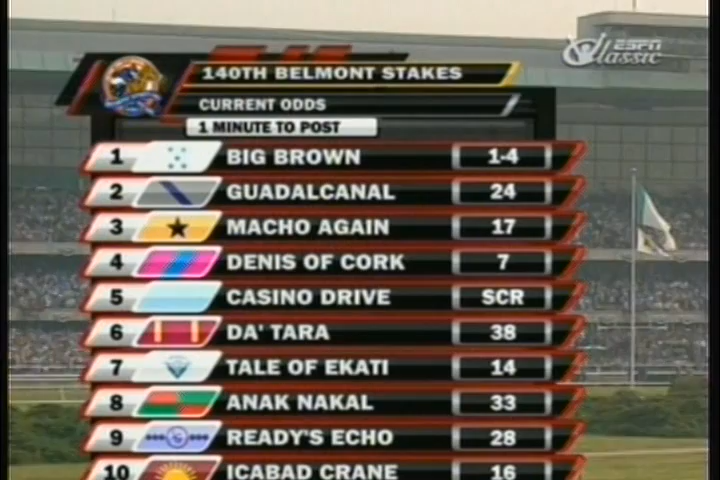 ESPN
Classic
140TH BELMONT STAKES
CURRENT ODDS
1 MINUTE TO POST
1 BIG BROWN 1-4
2 GUADALCANAL 24
3 MACHO AGAIN 17
4 DENIS OF CORK 7
5 CASINO DRIVE SCR
6 DA' TARA 38
7 TALE OF EKATI 14
8 ANAK NAKAL 33
9 READY'S ECHO 28
10 ICABAD CRANE 16